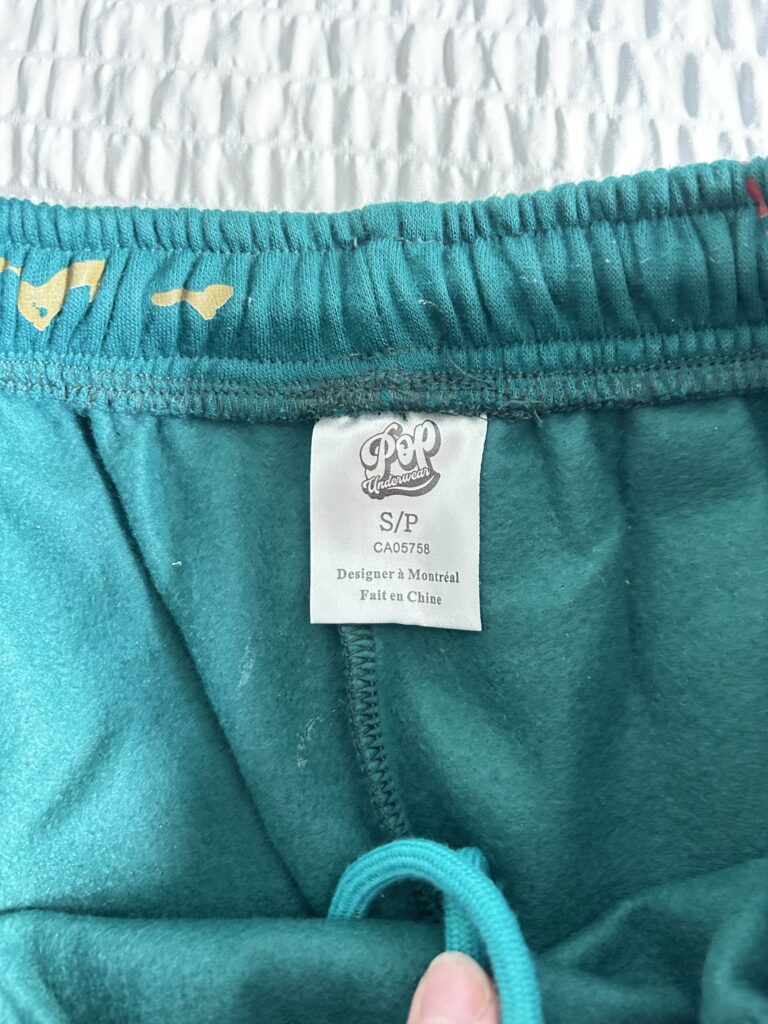 Pop
Underwear
S/P
CA05758
Designer à Montréal
Fait en Chine